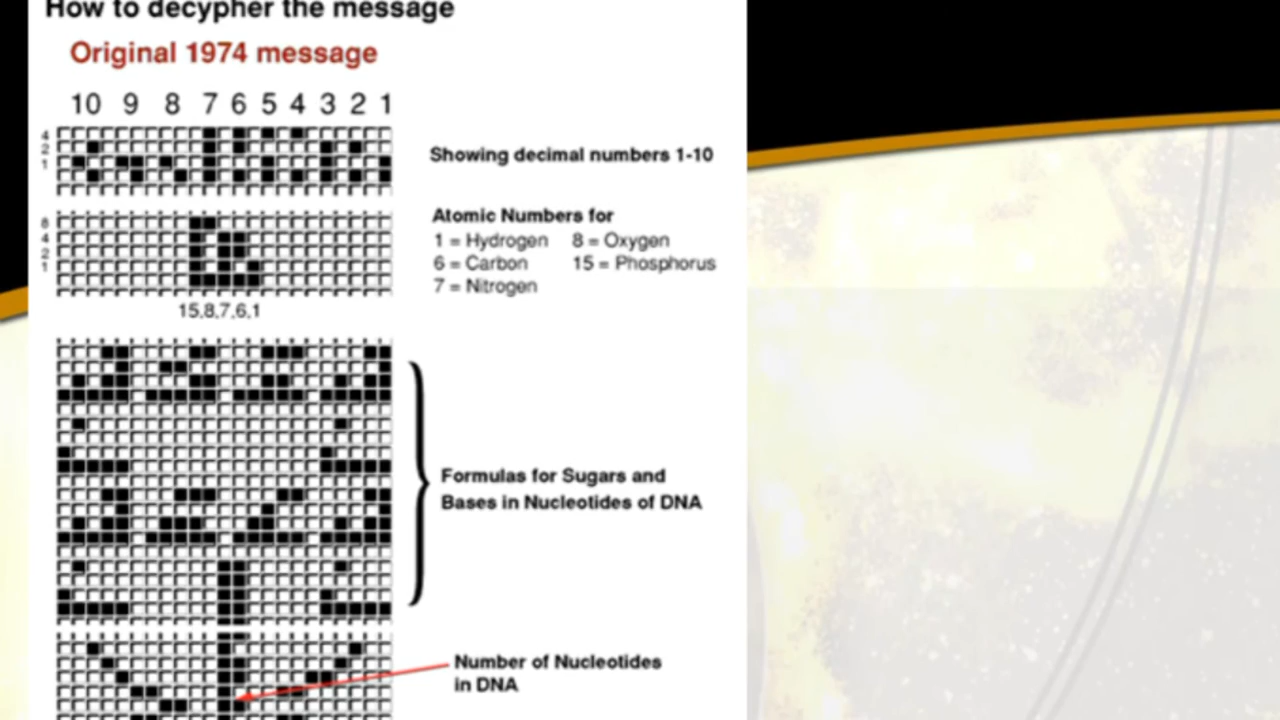 How to decypher the message
Original 1974 message
10 9 8 7 6 5 4 3 2 1
4
2
1
Showing decimal numbers 1-10
8
4
2
1
Atomic Numbers for
1 = Hydrogen 8 = Oxygen
6 = Carbon 15 = Phosphorus
7 = Nitrogen
15,8,7,6,1
Formulas for Sugars and
Bases in Nucleotides of DNA
Number of Nucleotides
in DNA